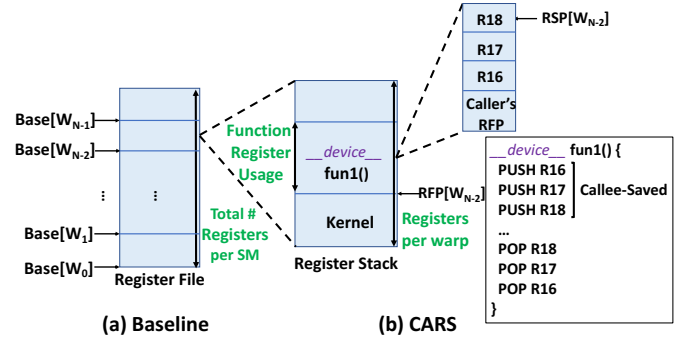 Base[W_{N-1}]
Base[W_{N-2}]
...
...
Base[W_1]
Base[W_0]
Total #
Registers
per SM
Register File
(a) Baseline
Function
Register
Usage
__device__
fun1()
Kernel
Register Stack
RFP[W_{N-2}]
Registers
per warp
(b) CARS
R18
R17
R16
Caller's
RFP
RSP[W_{N-2}]
__device__ fun1() {
PUSH R16
PUSH R17
PUSH R18
Callee-Saved
...
POP R18
POP R17
POP R16
}